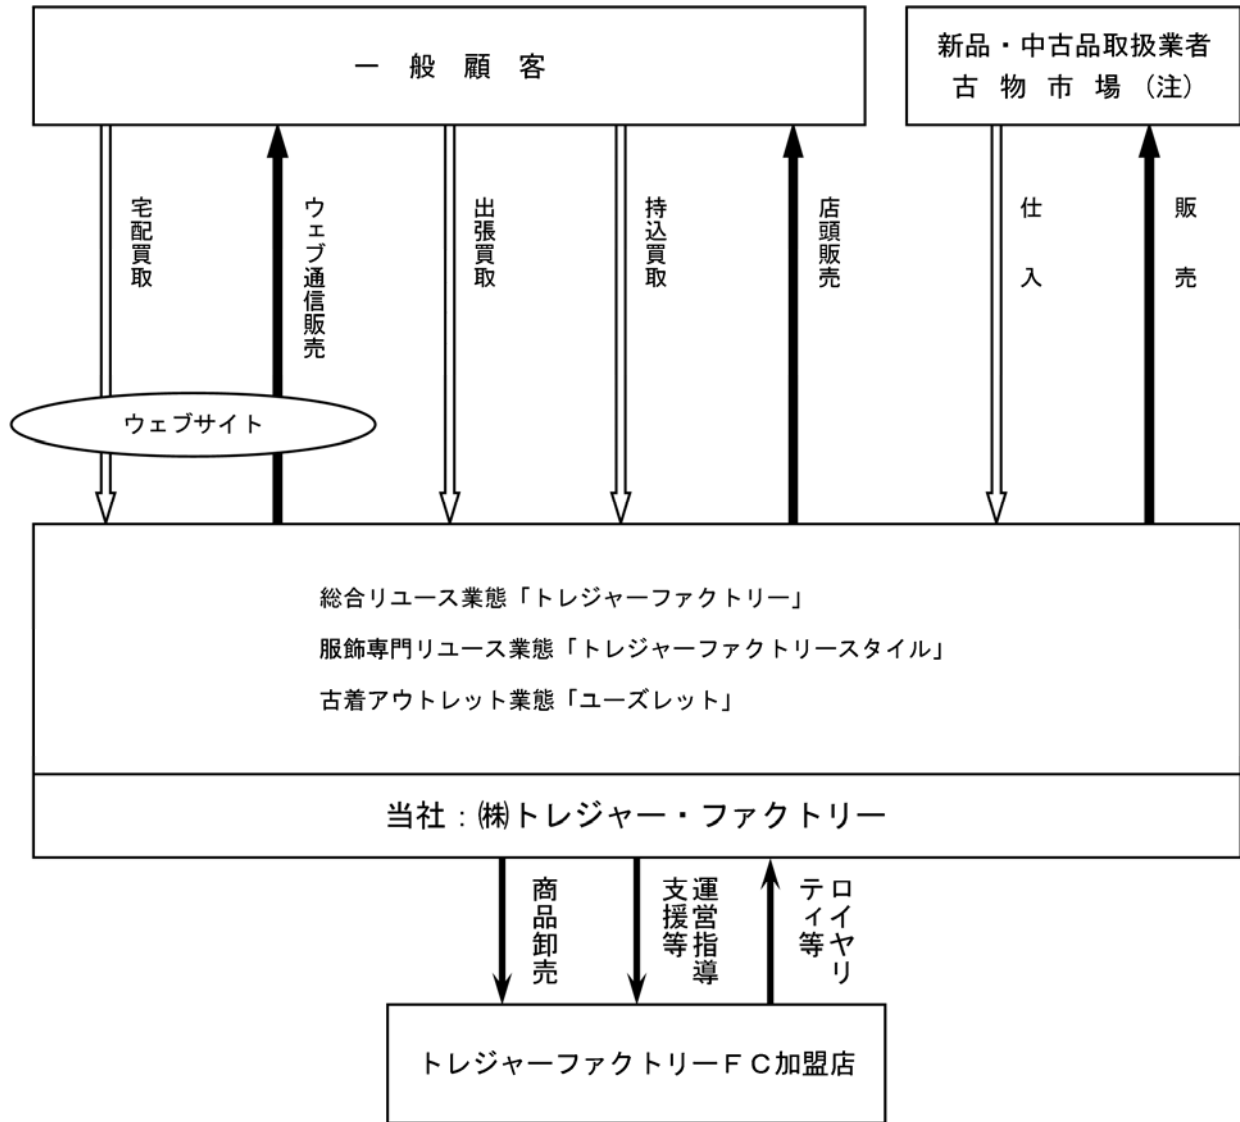 一般顧客
新品・中古品取扱業者
古物市場（注）
宅配買取
ウェブ通信販売
出張買取
持込買取
店頭販売
仕入
販売
ウェブサイト
総合リユース業態「トレジャーファクトリー」
服飾専門リユース業態「トレジャーファクトリースタイル」
古着アウトレット業態「ユーズレット」
当社：㈱トレジャー・ファクトリー
商品卸売
運営指導
支援等
ロイヤリ
ティ等
トレジャーファクトリーＦＣ加盟店